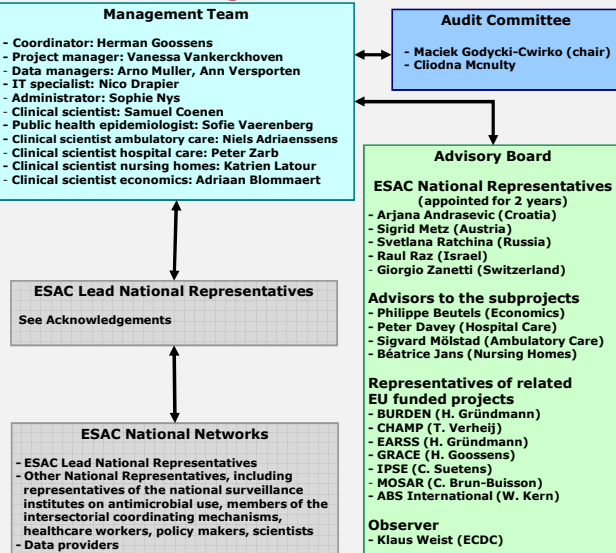 Management Team
- Coordinator: Herman Goossens
- Project manager: Vanessa Vankerckhoven
- Data managers: Arno Muller, Ann Versporten
- IT specialist: Nico Drapier
- Administrator: Sophie Nys
- Clinical scientist: Samuel Coenen
- Public health epidemiologist: Sofie Vaerenberg
- Clinical scientist ambulatory care: Niels Adriaenssens
- Clinical scientist hospital care: Peter Zarb
- Clinical scientist nursing homes: Katrien Latour
- Clinical scientist economics: Adriaan Blommaert
Audit Committee
- Maciek Godycki-Cwirko (chair)
- Cliodna Mcnulty
Advisory Board
ESAC National Representatives
(appointed for 2 years)
- Arjana Andrasevic (Croatia)
- Sigrid Metz (Austria)
- Svetlana Ratchina (Russia)
- Raul Raz (Israel)
- Giorgio Zanetti (Switzerland)
Advisors to the subprojects
- Philippe Beutels (Economics)
- Peter Davey (Hospital Care)
- Sigvard Mölstad (Ambulatory Care)
- Béatrice Jans (Nursing Homes)
Representatives of related
EU funded projects
- BURDEN (H. Gründmann)
- CHAMP (T. Verheij)
- EARSS (H. Gründmann)
- GRACE (H. Goossens)
- IPSE (C. Suetens)
- MOSAR (C. Brun-Buisson)
- ABS International (W. Kern)
Observer
- Klaus Weist (ECDC)
ESAC Lead National Representatives
See Acknowledgements
ESAC National Networks
- ESAC Lead National Representatives
- Other National Representatives, including
representatives of the national surveillance
institutes on antimicrobial use, members of the
intersectorial coordinating mechanisms,
healthcare workers, policy makers, scientists
- Data providers